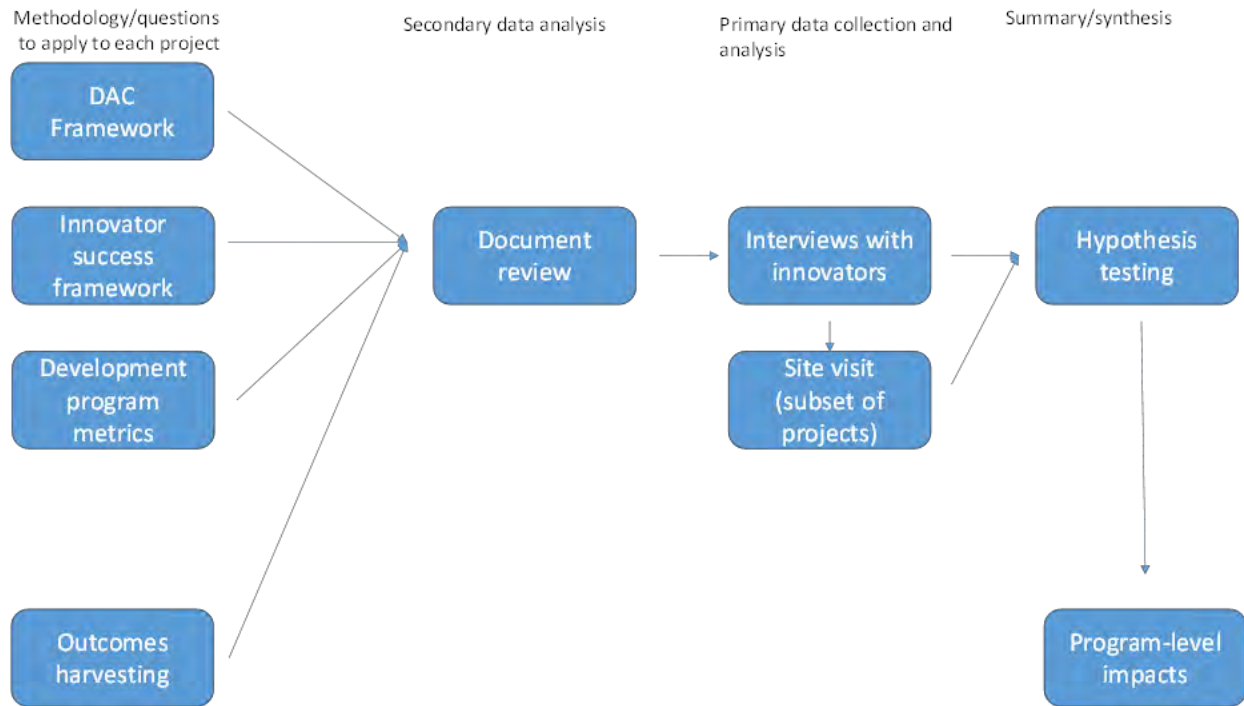 Methodology/questions
to apply to each project
Secondary data analysis
Primary data collection and
analysis
Summary/synthesis
DAC
Framework
Innovator
success
framework
Development
program
metrics
Outcomes
harvesting
Document
review
Interviews with
innovators
Site visit
(subset of
projects)
Hypothesis
testing
Program-level
impacts